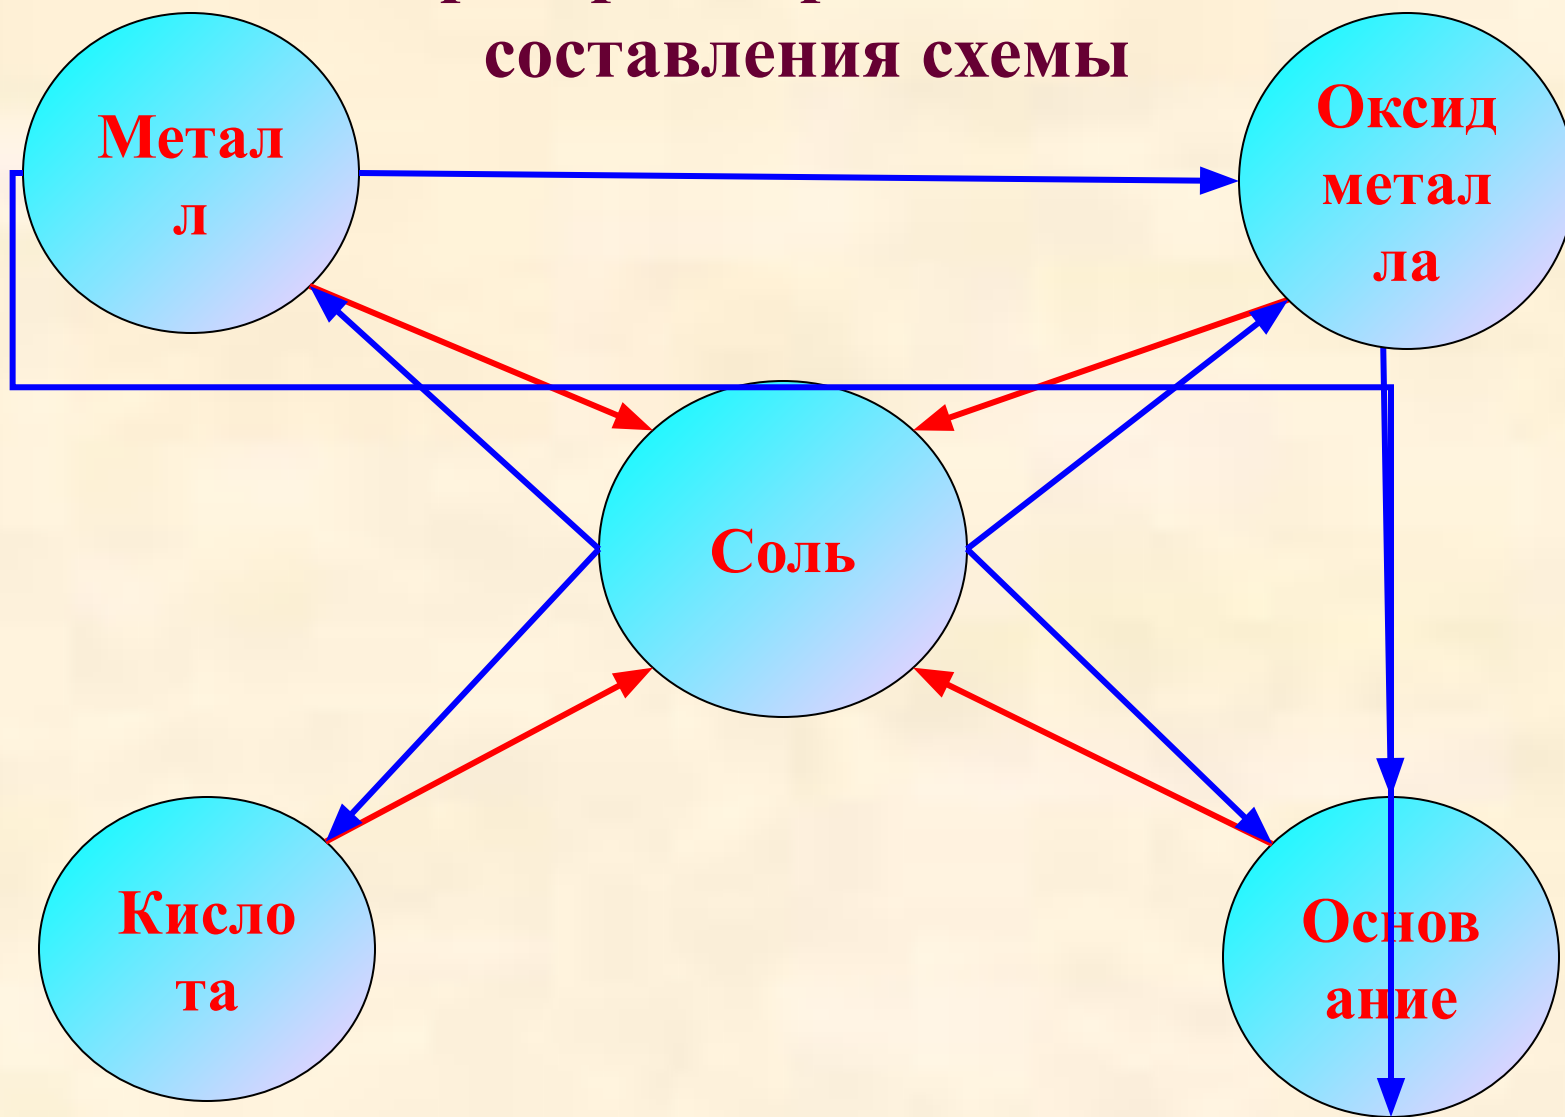 составления схемы
Метал
л
Оксид
метал
ла
Соль
Кисло
та
Основ
ание